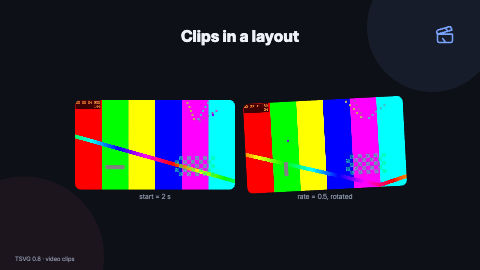 Clips in a layout
start = 2 s
rate = 0.5, rotated
TSVG 0.8 · video clips